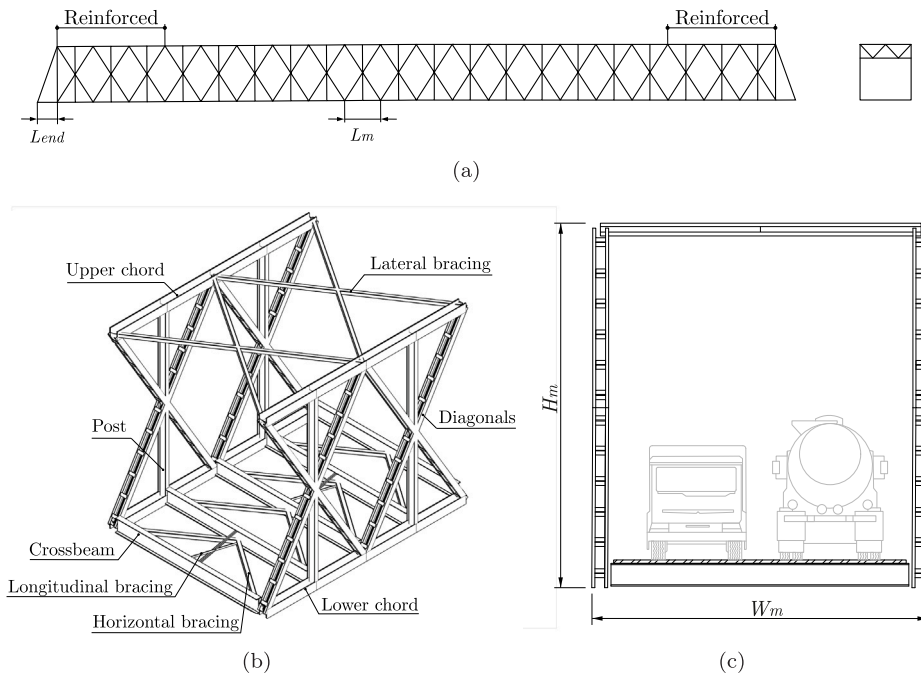 Reinforced
Reinforced
Lend
Lm
(a)
Upper chord
Lateral bracing
Post
Diagonals
Crossbeam
Longitudinal bracing
Horizontal bracing
Lower chord
(b)
Hm
Wm
(c)